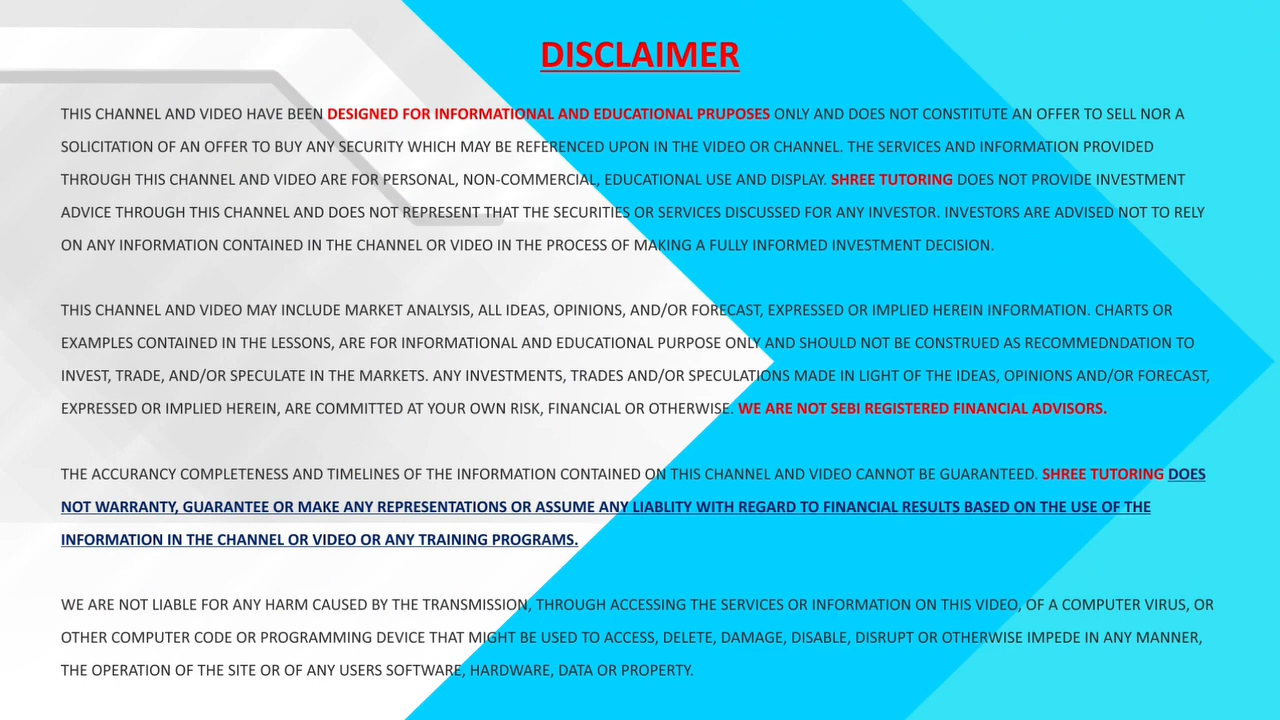 DISCLAIMER
THIS CHANNEL AND VIDEO HAVE BEEN DESIGNED FOR INFORMATIONAL AND EDUCATIONAL PRUPOSES ONLY AND DOES NOT CONSTITUTE AN OFFER TO SELL NOR A
SOLICITATION OF AN OFFER TO BUY ANY SECURITY WHICH MAY BE REFERENCED UPON IN THE VIDEO OR CHANNEL. THE SERVICES AND INFORMATION PROVIDED
THROUGH THIS CHANNEL AND VIDEO ARE FOR PERSONAL, NON-COMMERCIAL, EDUCATIONAL USE AND DISPLAY. SHREE TUTORING DOES NOT PROVIDE INVESTMENT
ADVICE THROUGH THIS CHANNEL AND DOES NOT REPRESENT THAT THE SECURITIES OR SERVICES DISCUSSED FOR ANY INVESTOR. INVESTORS ARE ADVISED NOT TO RELY
ON ANY INFORMATION CONTAINED IN THE CHANNEL OR VIDEO IN THE PROCESS OF MAKING A FULLY INFORMED INVESTMENT DECISION.
THIS CHANNEL AND VIDEO MAY INCLUDE MARKET ANALYSIS, ALL IDEAS, OPINIONS, AND/OR FORECAST, EXPRESSED OR IMPLIED HEREIN INFORMATION. CHARTS OR
EXAMPLES CONTAINED IN THE LESSONS, ARE FOR INFORMATIONAL AND EDUCATIONAL PURPOSE ONLY AND SHOULD NOT BE CONSTRUED AS RECOMMEDNDATION TO
INVEST, TRADE, AND/OR SPECULATE IN THE MARKETS. ANY INVESTMENTS, TRADES AND/OR SPECULATIONS MADE IN LIGHT OF THE IDEAS, OPINIONS AND/OR FORECAST,
EXPRESSED OR IMPLIED HEREIN, ARE COMMITTED AT YOUR OWN RISK, FINANCIAL OR OTHERWISE. WE ARE NOT SEBI REGISTERED FINANCIAL ADVISORS.
THE ACCURANCY COMPLETENESS AND TIMELINES OF THE INFORMATION CONTAINED ON THIS CHANNEL AND VIDEO CANNOT BE GUARANTEED. SHREE TUTORING DOES
NOT WARRANTY, GUARANTEE OR MAKE ANY REPRESENTATIONS OR ASSUME ANY LIABLITY WITH REGARD TO FINANCIAL RESULTS BASED ON THE USE OF THE
INFORMATION IN THE CHANNEL OR VIDEO OR ANY TRAINING PROGRAMS.
WE ARE NOT LIABLE FOR ANY HARM CAUSED BY THE TRANSMISSION, THROUGH ACCESSING THE SERVICES OR INFORMATION ON THIS VIDEO, OF A COMPUTER VIRUS, OR
OTHER COMPUTER CODE OR PROGRAMMING DEVICE THAT MIGHT BE USED TO ACCESS, DELETE, DAMAGE, DISABLE, DISRUPT OR OTHERWISE IMPEDE IN ANY MANNER,
THE OPERATION OF THE SITE OR OF ANY USERS SOFTWARE, HARDWARE, DATA OR PROPERTY.